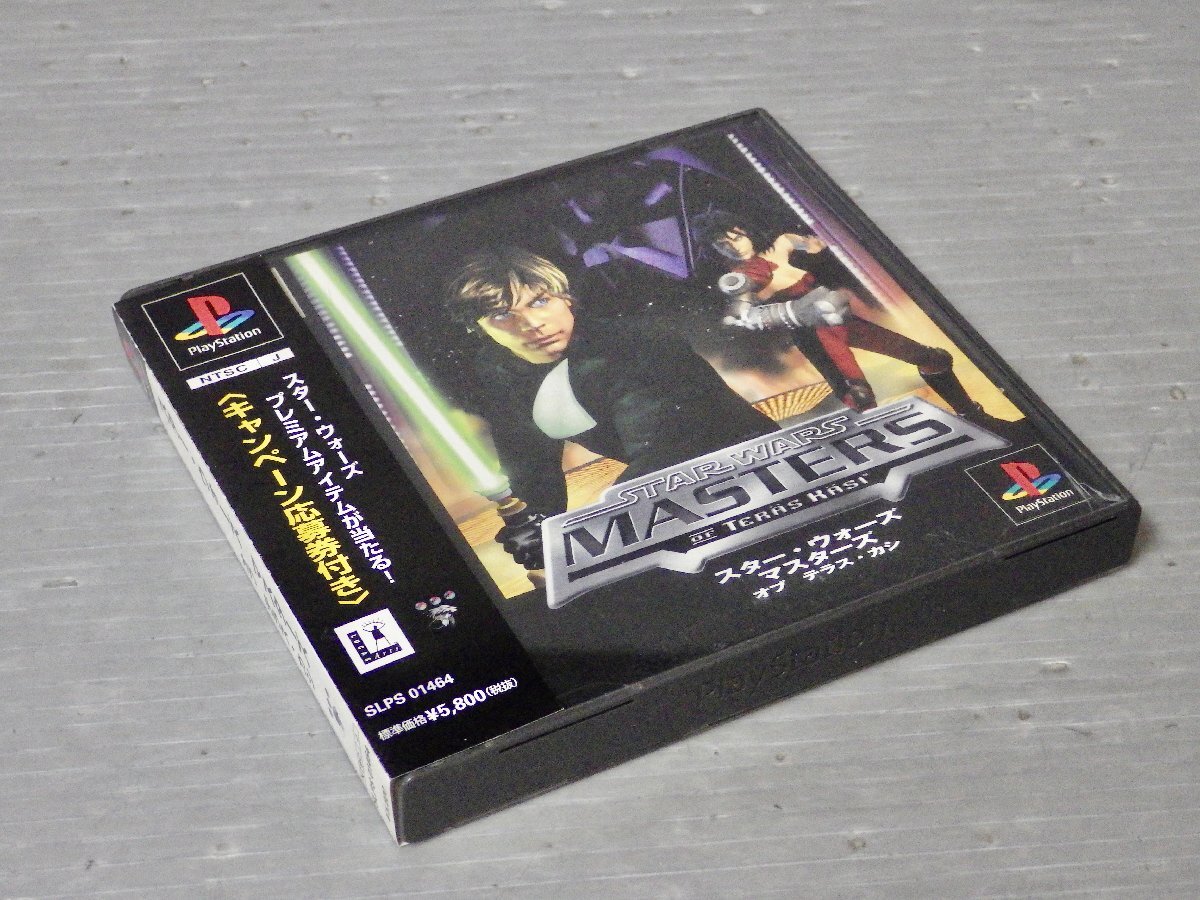 PlayStation
NTSC J
スター・ウォーズ
プレミアムアイテムが当たる!
〈キャンペーン応募券付き〉
LUCAS
Arts
SLPS 01464
標準価格¥5,800(税抜)
STAR WARS
MASTERS
OF TERÄS KÄSI
スター・ウォーズ
マスターズ
オブ テラス・カシ
PlayStation
PlayStation